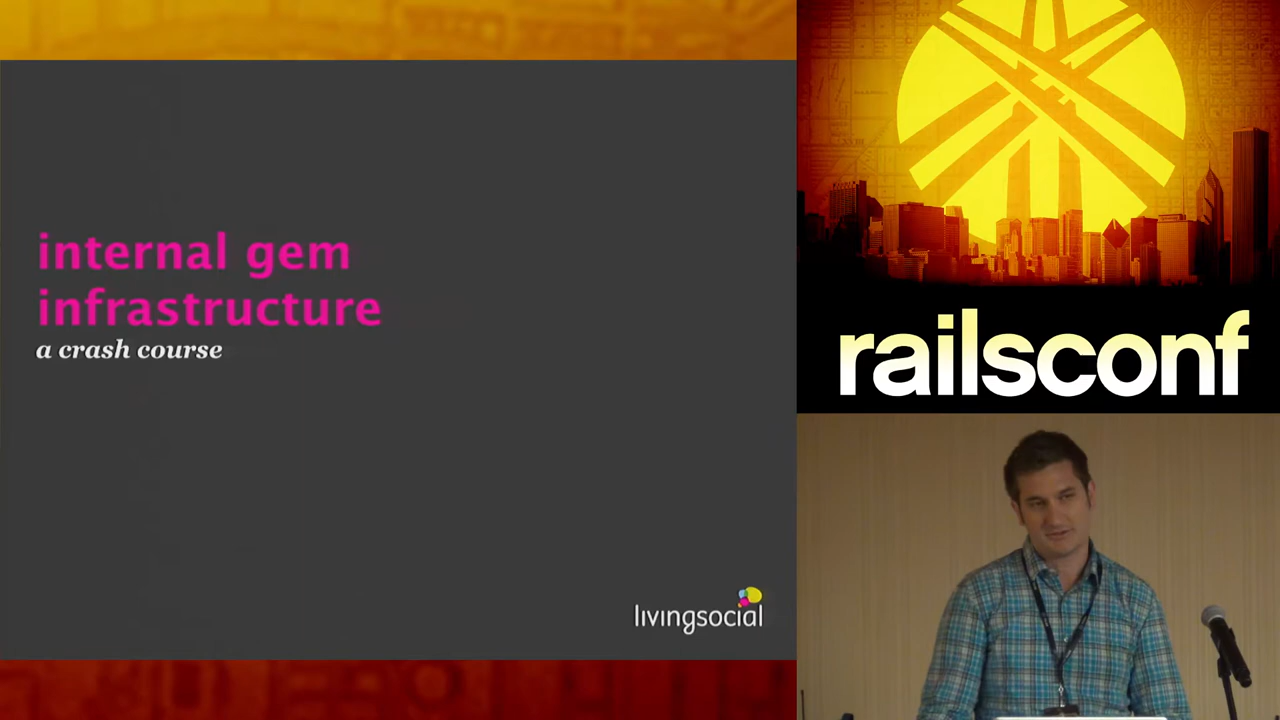 internal gem
infrastructure
a crash course
livingsocial
railsconf